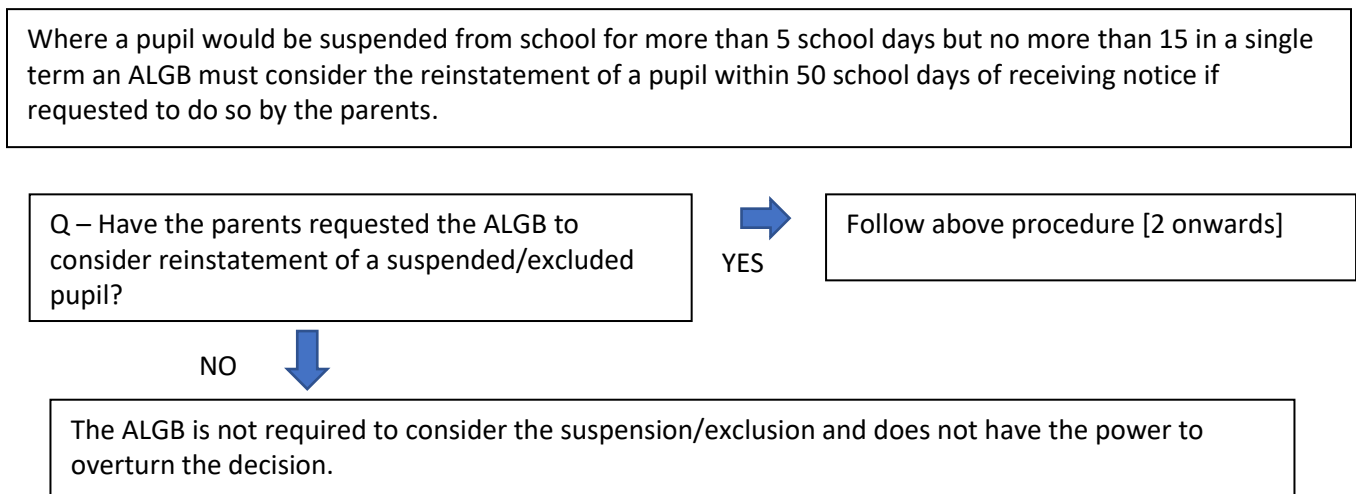 Where a pupil would be suspended from school for more than 5 school days but no more than 15 in a single
term an ALGB must consider the reinstatement of a pupil within 50 school days of receiving notice if
requested to do so by the parents.
Q – Have the parents requested the ALGB to
consider reinstatement of a suspended/excluded
pupil?
YES
Follow above procedure [2 onwards]
NO
The ALGB is not required to consider the suspension/exclusion and does not have the power to
overturn the decision.